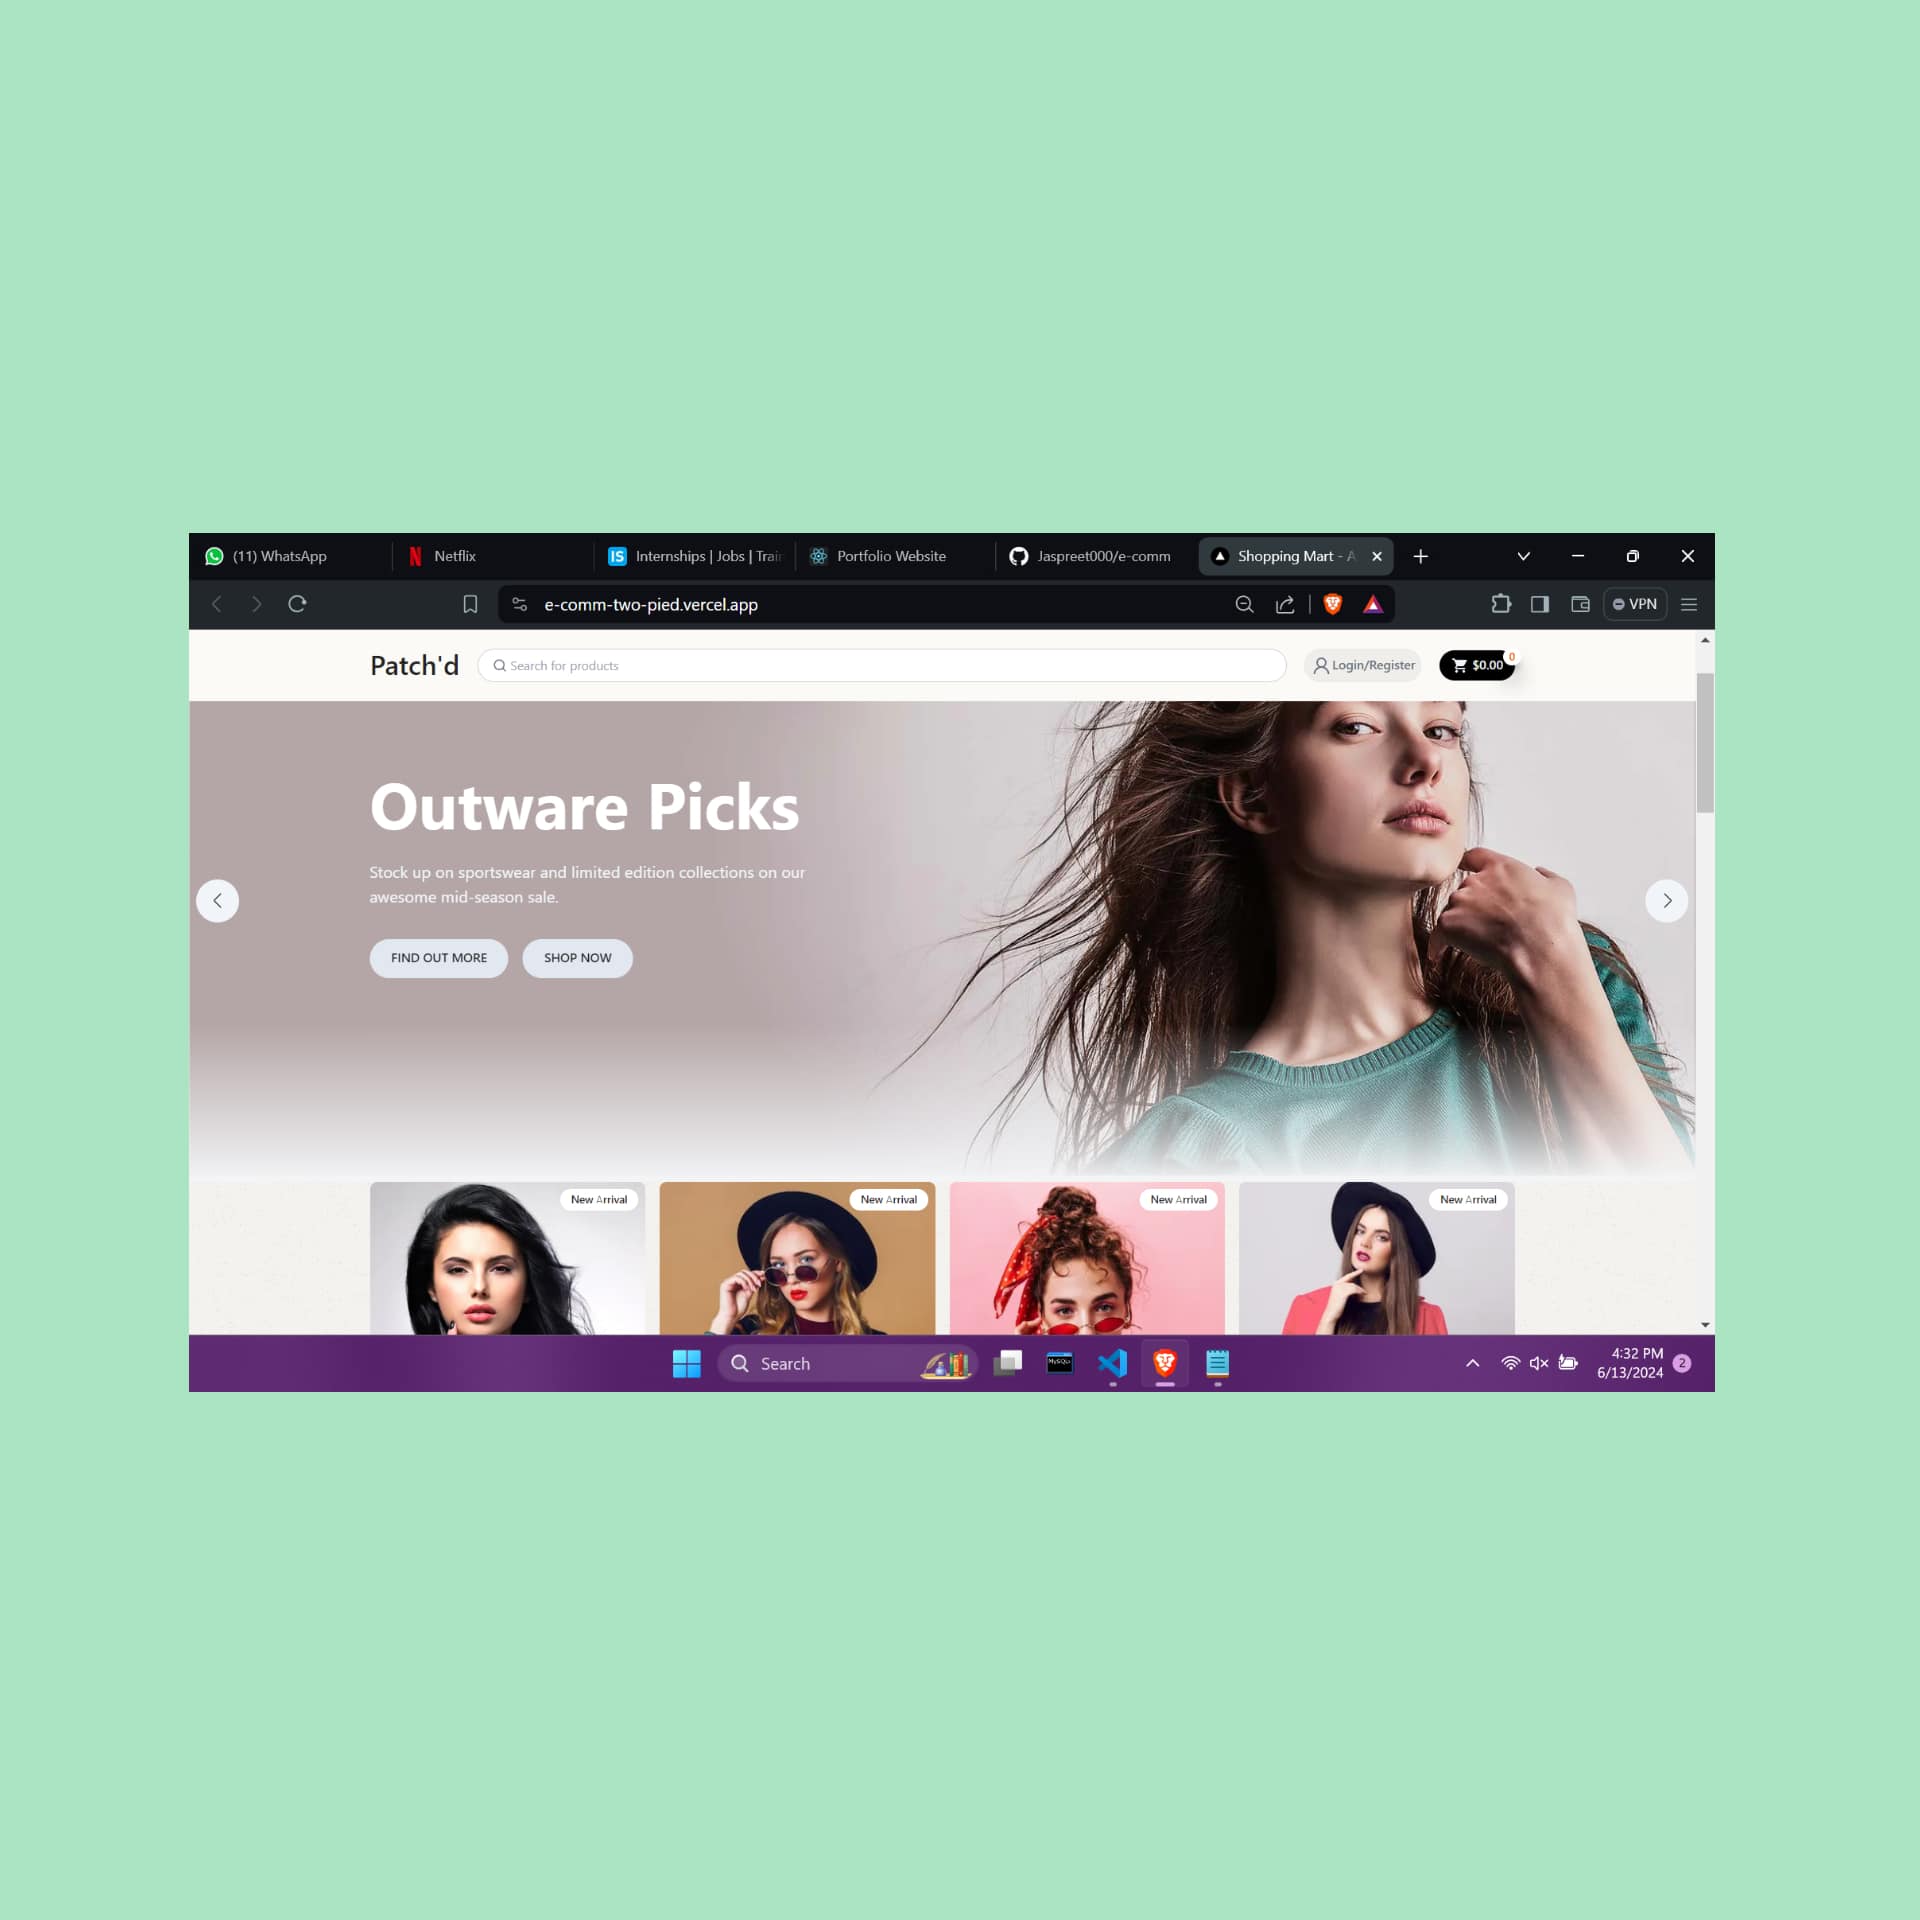 (11) WhatsApp
Netflix
IS Internships | Jobs | Trai
Portfolio Website
Jaspreet000/e-comm
Shopping Mart - A
e-comm-two-pied.vercel.app
VPN
Patch'd
Search for products
Login/Register
$0.00
0
Outware Picks
Stock up on sportswear and limited edition collections on our
awesome mid-season sale.
FIND OUT MORE
SHOP NOW
New Arrival
New Arrival
New Arrival
New Arrival
Search
MySQL
4:32 PM
6/13/2024
2